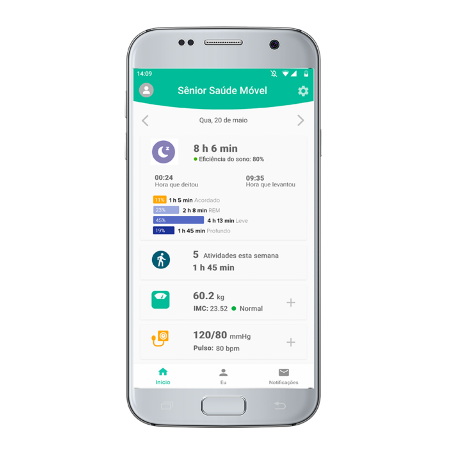 14:09
Sênior Saúde Móvel
Qua, 20 de maio
8 h 6 min
Eficiência do sono: 80%
00:24
09:35
Hora que deitou
Hora que levantou
11% 1 h 5 min Acordado
23% 2 h 8 min REM
45% 4 h 13 min Leve
19% 1 h 45 min Profundo
5 Atividades esta semana
1 h 45 min
60.2 kg
IMC: 23.52 Normal
120/80 mmHg
Pulso: 80 bpm
Início
Eu
Notificações